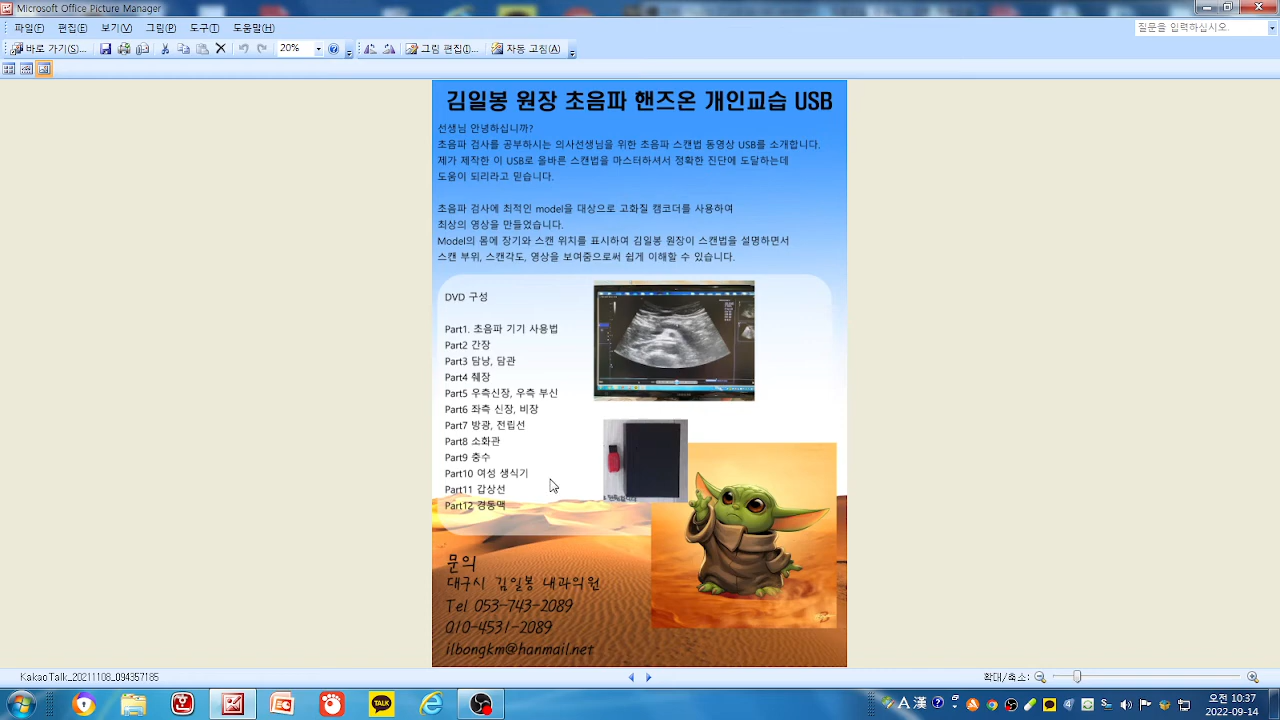 Microsoft Office Picture Manager
파일(F) 편집(E) 보기(V) 그림(P) 도구(T) 도움말(H)
질문을 입력하십시오.
바로 가기(S)... 20% 그림 편집(D)... 자동 고침(A)
김일봉 원장 초음파 핸즈온 개인교습 USB
선생님 안녕하십니까?
초음파 검사를 공부하시는 의사선생님을 위한 초음파 스캔법 동영상 USB를 소개합니다.
제가 제작한 이 USB로 올바른 스캔법을 마스터하셔서 정확한 진단에 도달하는데
도움이 되리라고 믿습니다.
초음파 검사에 최적인 model을 대상으로 고화질 캠코더를 사용하여
최상의 영상을 만들었습니다.
Model의 몸에 장기와 스캔 위치를 표시하여 김일봉 원장이 스캔법을 설명하면서
스캔 부위, 스캔각도, 영상을 보여줌으로써 쉽게 이해할 수 있습니다.
DVD 구성
Part1. 초음파 기기 사용법
Part2 간장
Part3 담낭, 담관
Part4 췌장
Part5 우측신장, 우측 부신
Part6 좌측 신장, 비장
Part7 방광, 전립선
Part8 소화관
Part9 충수
Part10 여성 생식기
Part11 갑상선
Part12 경동맥
문의
대구시 김일봉 내과의원
Tel 053-743-2089
010-4531-2089
ilbongkm@hanmail.net
KakaoTalk_20211108_094357185
확대/축소:
TALK
오전 10:37
2020-09-14